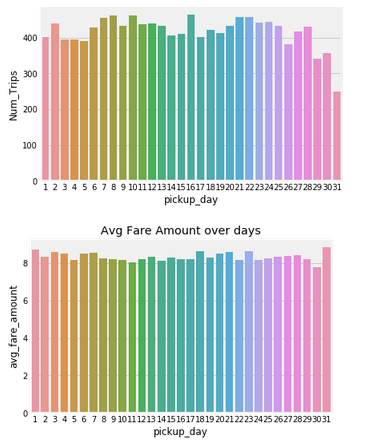 400
300
200
100
0
Num_Trips
1 2 3 4 5 6 7 8 9 10 11 12 13 14 15 16 17 18 19 20 21 22 23 24 25 26 27 28 29 30 31
pickup_day
Avg Fare Amount over days
8
6
4
2
0
avg_fare_amount
1 2 3 4 5 6 7 8 9 10 11 12 13 14 15 16 17 18 19 20 21 22 23 24 25 26 27 28 29 30 31
pickup_day